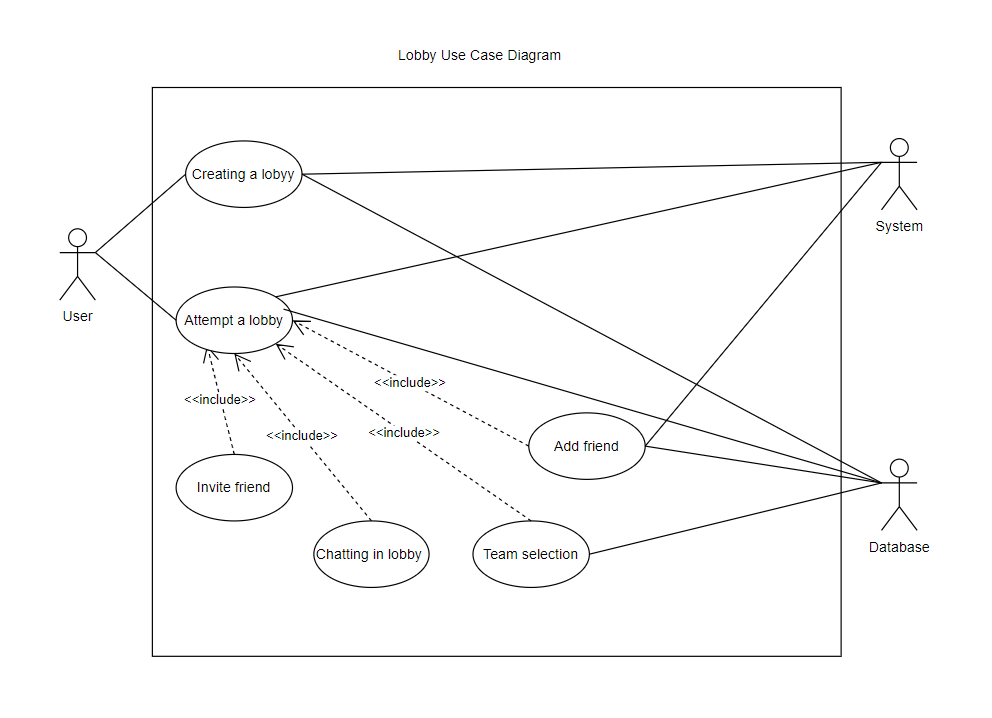 Lobby Use Case Diagram
Creating a lobyy
System
User
Attempt a lobby
<<include>>
<<include>>
<<include>>
<<include>>
Add friend
Invite friend
Chatting in lobby
Team selection
Database